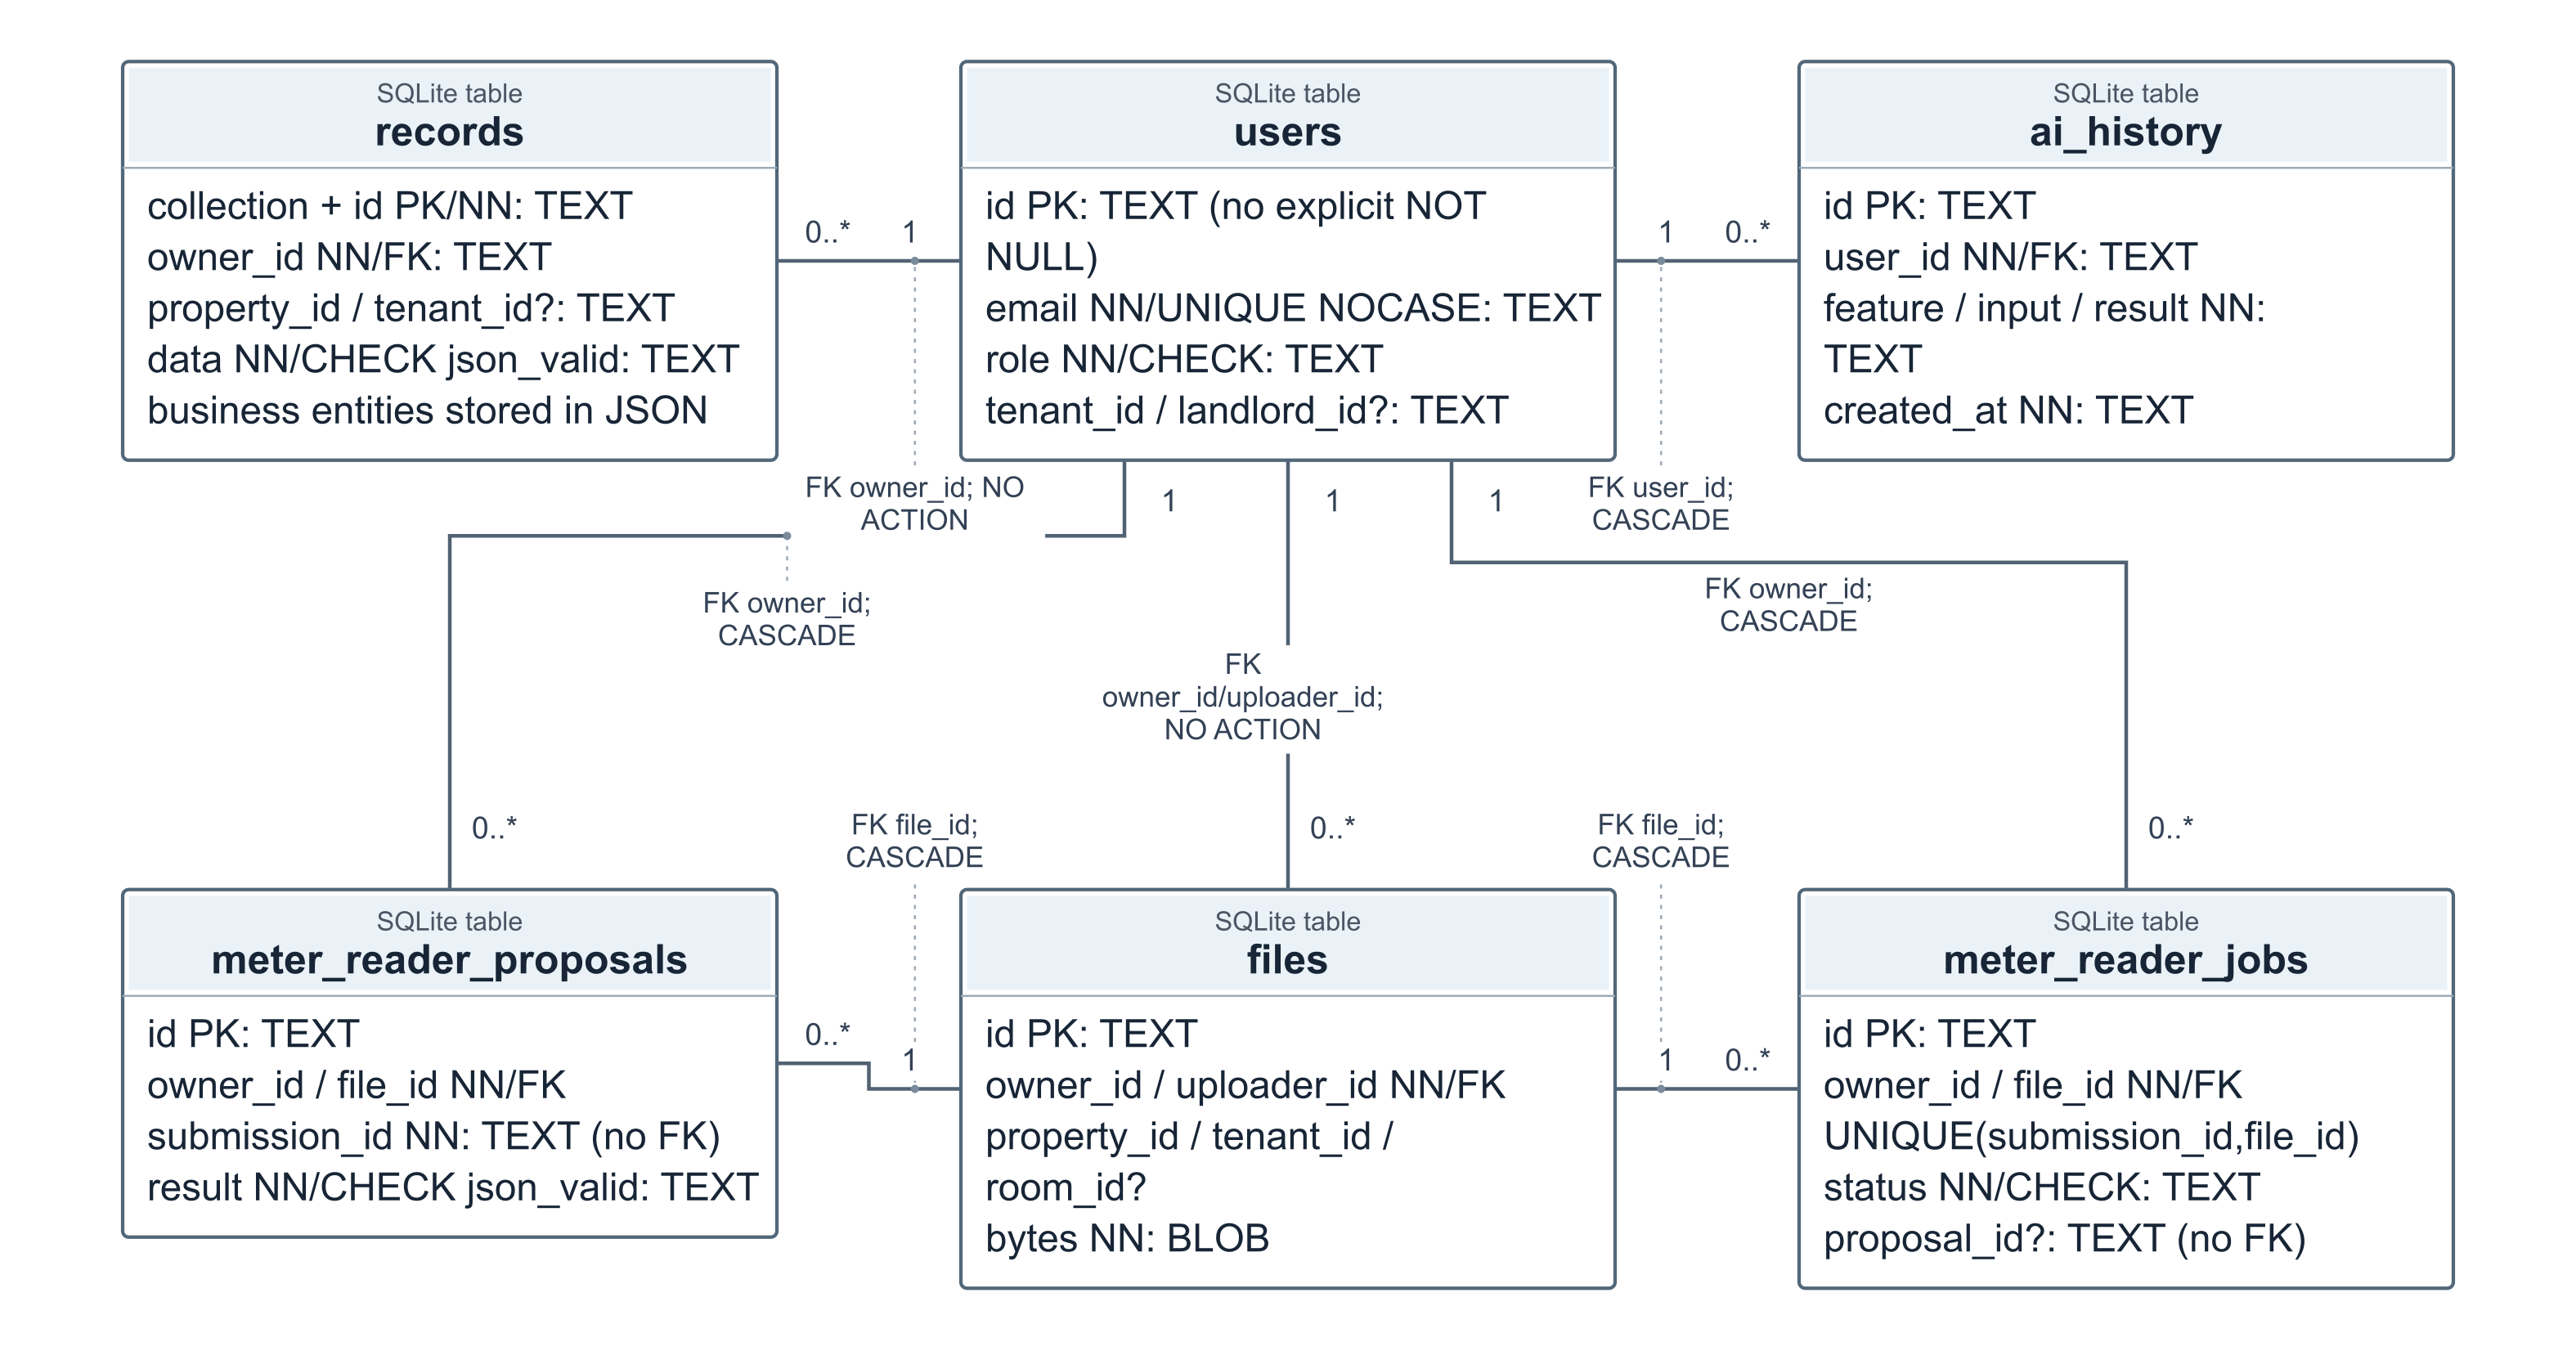 SQLite table
records
collection + id PK/NN: TEXT
owner_id NN/FK: TEXT
property_id / tenant_id?: TEXT
data NN/CHECK json_valid: TEXT
business entities stored in JSON
0..*
1
SQLite table
users
id PK: TEXT (no explicit NOT
NULL)
email NN/UNIQUE NOCASE: TEXT
role NN/CHECK: TEXT
tenant_id / landlord_id?: TEXT
1
0..*
SQLite table
ai_history
id PK: TEXT
user_id NN/FK: TEXT
feature / input / result NN:
TEXT
created_at NN: TEXT
FK owner_id; NO
ACTION
1
1
1
FK user_id;
CASCADE
FK owner_id;
CASCADE
FK owner_id;
CASCADE
FK
owner_id/uploader_id;
NO ACTION
0..*
FK file_id;
CASCADE
0..*
FK file_id;
CASCADE
0..*
SQLite table
meter_reader_proposals
id PK: TEXT
owner_id / file_id NN/FK
submission_id NN: TEXT (no FK)
result NN/CHECK json_valid: TEXT
0..*
1
SQLite table
files
id PK: TEXT
owner_id / uploader_id NN/FK
property_id / tenant_id /
room_id?
bytes NN: BLOB
1
0..*
SQLite table
meter_reader_jobs
id PK: TEXT
owner_id / file_id NN/FK
UNIQUE(submission_id,file_id)
status NN/CHECK: TEXT
proposal_id?: TEXT (no FK)